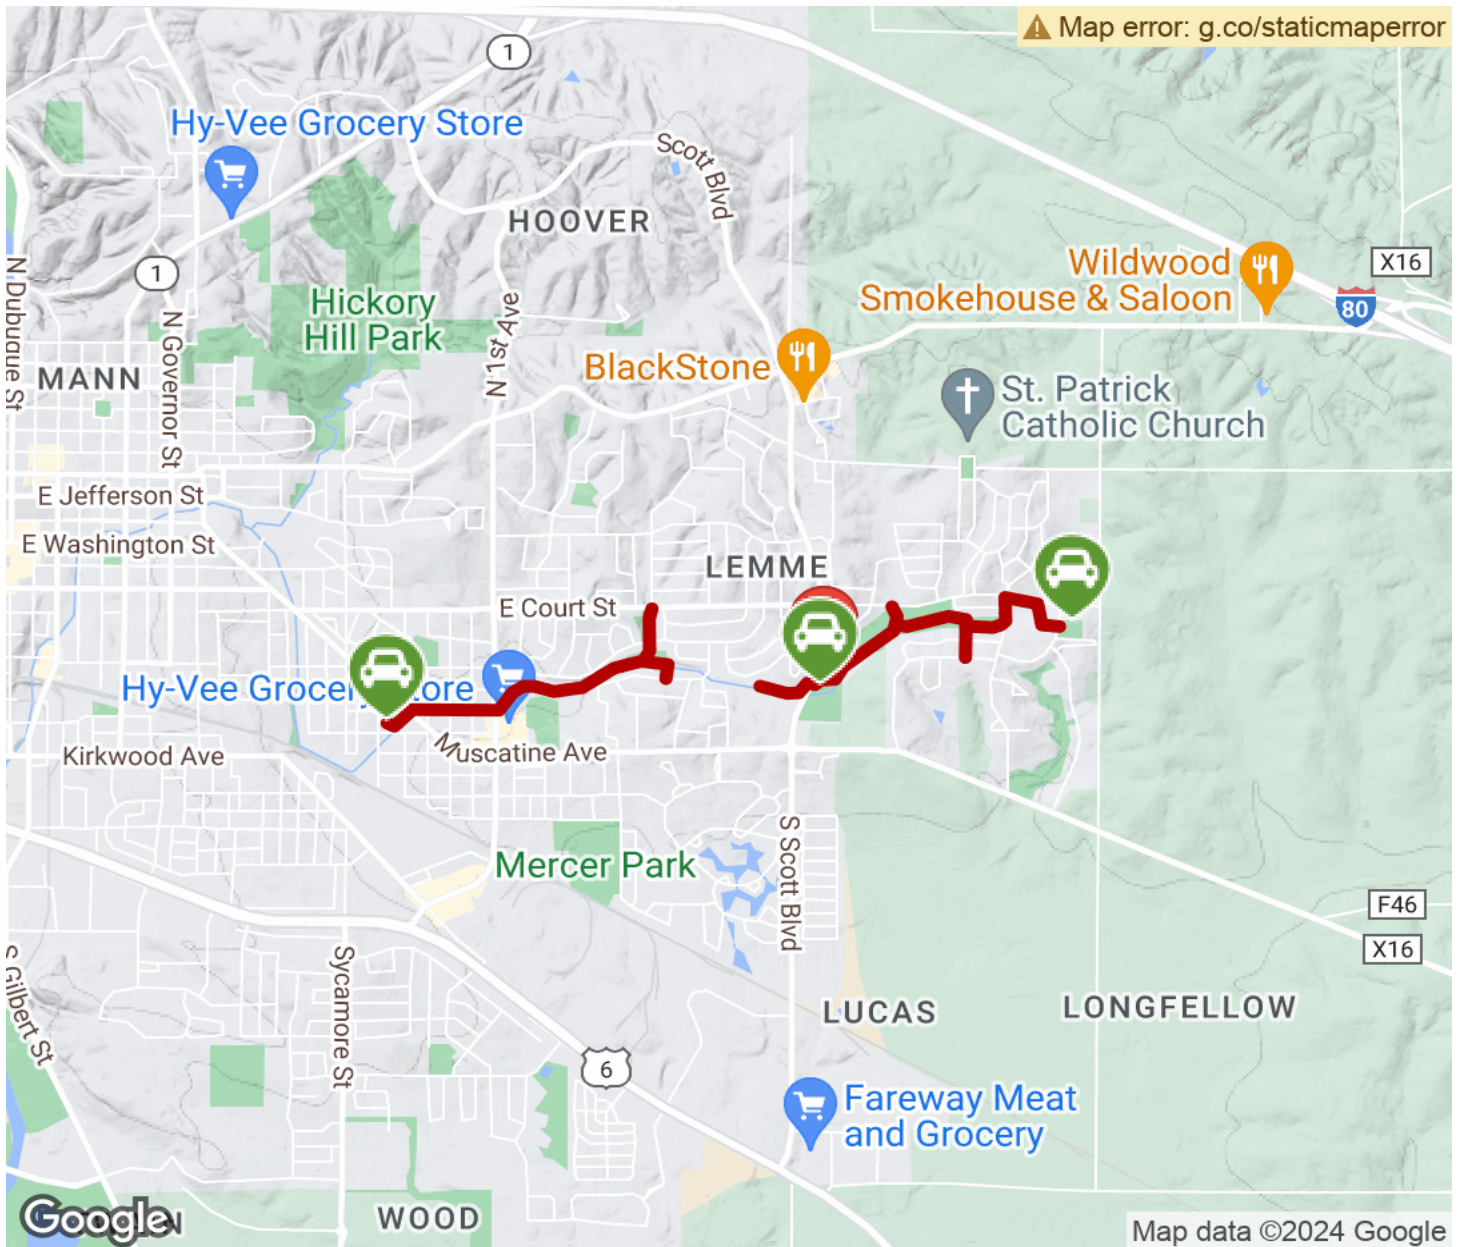 Map error: g.co/staticmaperror
1
Hy-Vee Grocery Store
Scott Blvd
HOOVER
Wildwood
Smokehouse & Saloon
X16
80
1
N Dubuque St
N Governor St
Hickory
Hill Park
N 1st Ave
BlackStone
MANN
St. Patrick
Catholic Church
E Jefferson St
E Washington St
LEMME
E Court St
Hy-Vee Grocery Store
Muscatine Ave
Kirkwood Ave
Mercer Park
S Scott Blvd
F46
X16
S Gilbert St
Sycamore St
LUCAS
LONGFELLOW
6
Fareway Meat
and Grocery
WOOD
Google
Map data ©2024 Google